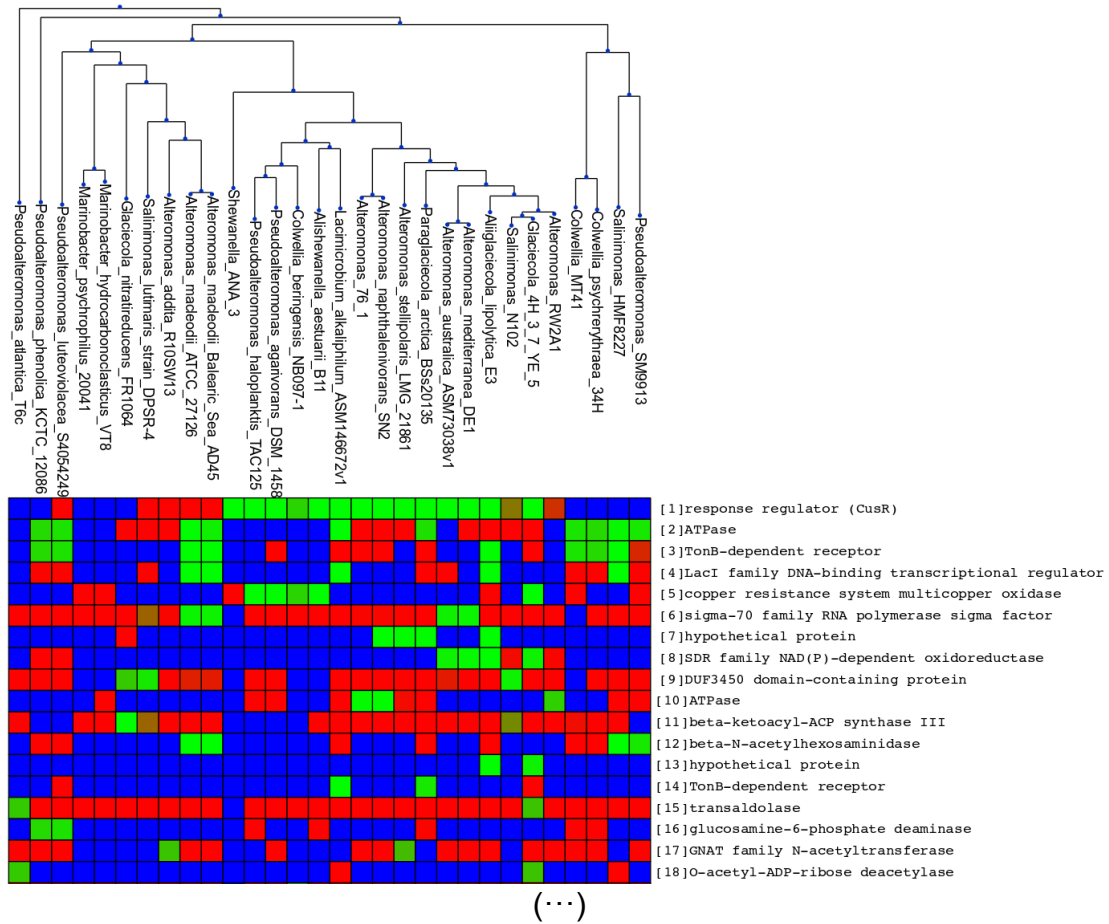 Pseudoalteromonas_atlantica_T6c
Pseudoalteromonas_phenolica_KCTC_12086
Pseudoalteromonas_luteoviolacea_S4054249
Marinobacter_psychrophilus_20041
Marinobacter_hydrocarbonoclasticus_VT8
Glaciecola_nitratireducens_FR1064
Salinimonas_lutimaris_strain_DPSR-4
Alteromonas_addita_R10SW13
Alteromonas_macleodii_ATCC_27126
Alteromonas_macleodii_Balearic_Sea_AD45
Shewanella_ANA_3
Pseudoalteromonas_haloplanktis_TAC125
Pseudoalteromonas_agarivorans_DSM_1458
Colwellia_beringensis_NB097-1
Alishewanella_aestuarii_B11
Lacimicrobium_alkaliphilum_ASM146672v1
Alteromonas_76_1
Alteromonas_naphthalenivorans_SN2
Alteromonas_stellipolaris_LMG_21861
Paraglaciecola_arctica_BSs20135
Alteromonas_australica_ASM73038v1
Alteromonas_mediterranea_DE1
Aliiglaciecola_lipolytica_E3
Salinimonas_N102
Glaciecola_4H_3_7_YE_5
Alteromonas_RW2A1
Colwellia_MT41
Colwellia_psychrerythraea_34H
Salinimonas_HMF8227
Pseudoalteromonas_SM9913
[1]response regulator (CusR)
[2]ATPase
[3]TonB-dependent receptor
[4]LacI family DNA-binding transcriptional regulator
[5]copper resistance system multicopper oxidase
[6]sigma-70 family RNA polymerase sigma factor
[7]hypothetical protein
[8]SDR family NAD(P)-dependent oxidoreductase
[9]DUF3450 domain-containing protein
[10]ATPase
[11]beta-ketoacyl-ACP synthase III
[12]beta-N-acetylhexosaminidase
[13]hypothetical protein
[14]TonB-dependent receptor
[15]transaldolase
[16]glucosamine-6-phosphate deaminase
[17]GNAT family N-acetyltransferase
[18]O-acetyl-ADP-ribose deacetylase
(···)